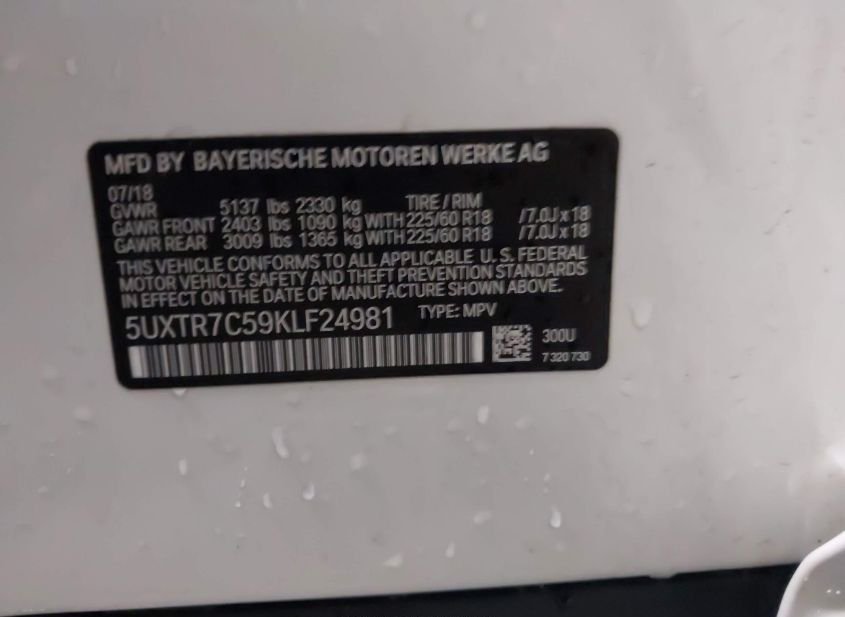 MFD BY BAYERISCHE MOTOREN WERKE AG
07/18
GVWR 5137 lbs 2330 kg TIRE / RIM
GAWR FRONT 2403 lbs 1090 kg WITH 225/60 R18 /7.0J x 18
GAWR REAR 3009 lbs 1365 kg WITH 225/60 R18 /7.0J x 18
THIS VEHICLE CONFORMS TO ALL APPLICABLE U. S. FEDERAL
MOTOR VEHICLE SAFETY AND THEFT PREVENTION STANDARDS
IN EFFECT ON THE DATE OF MANUFACTURE SHOWN ABOVE.
5UXTR7C59KLF24981 TYPE: MPV
300U
7 320 730